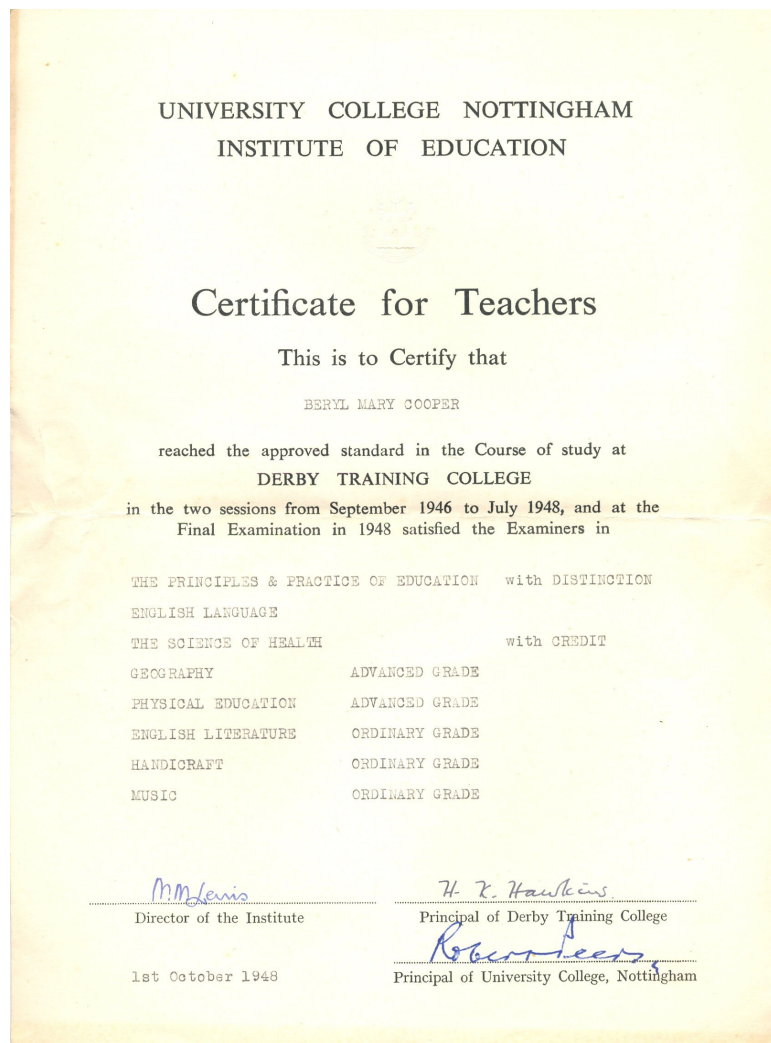 UNIVERSITY COLLEGE NOTTINGHAM
INSTITUTE OF EDUCATION
Certificate for Teachers
This is to Certify that
BERYL MARY COOPER
reached the approved standard in the Course of study at
DERBY TRAINING COLLEGE
in the two sessions from September 1946 to July 1948, and at the
Final Examination in 1948 satisfied the Examiners in
THE PRINCIPLES & PRACTICE OF EDUCATION with DISTINCTION
ENGLISH LANGUAGE
THE SCIENCE OF HEALTH with CREDIT
GEOGRAPHY ADVANCED GRADE
PHYSICAL EDUCATION ADVANCED GRADE
ENGLISH LITERATURE ORDINARY GRADE
HANDICRAFT ORDINARY GRADE
MUSIC ORDINARY GRADE
M.M. Lewis H. K. Hawkins.
Director of the Institute Principal of Derby Training College
Robert Peers
1st October 1948 Principal of University College, Nottingham